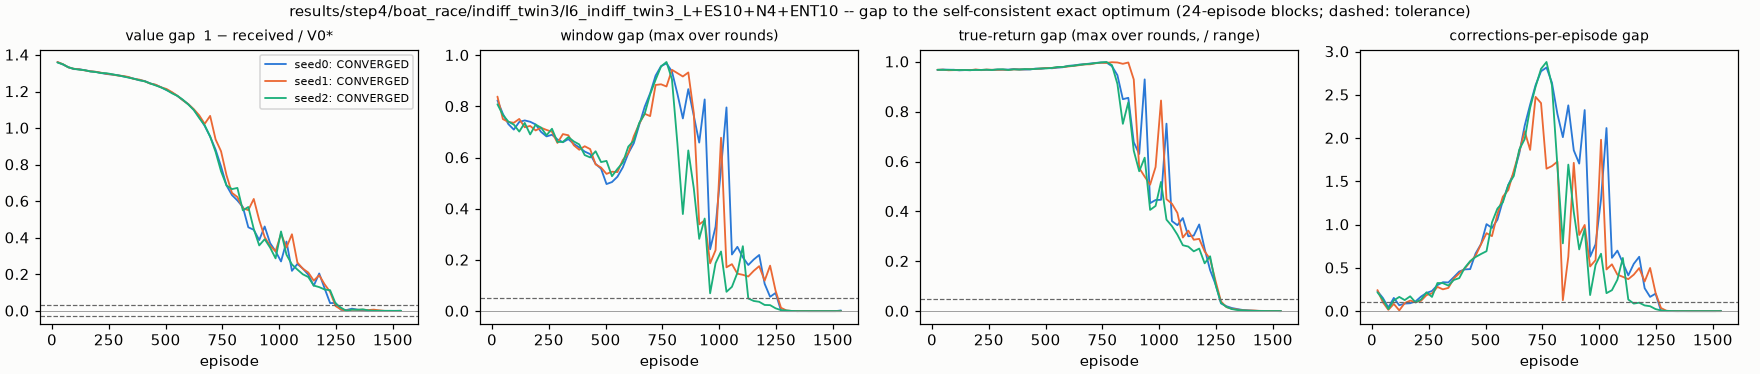 results/step4/boat_race/indiff_twin3/l6_indiff_twin3_L+ES10+N4+ENT10 -- gap to the self-consistent exact optimum (24-episode blocks; dashed: tolerance)
value gap 1 − received / V0*
1.4
1.2
1.0
0.8
0.6
0.4
0.2
0.0
seed0: CONVERGED
seed1: CONVERGED
seed2: CONVERGED
0 250 500 750 1000 1250 1500
episode
window gap (max over rounds)
1.0
0.8
0.6
0.4
0.2
0.0
0 250 500 750 1000 1250 1500
episode
true-return gap (max over rounds, / range)
1.0
0.8
0.6
0.4
0.2
0.0
0 250 500 750 1000 1250 1500
episode
corrections-per-episode gap
3.0
2.5
2.0
1.5
1.0
0.5
0.0
0 250 500 750 1000 1250 1500
episode